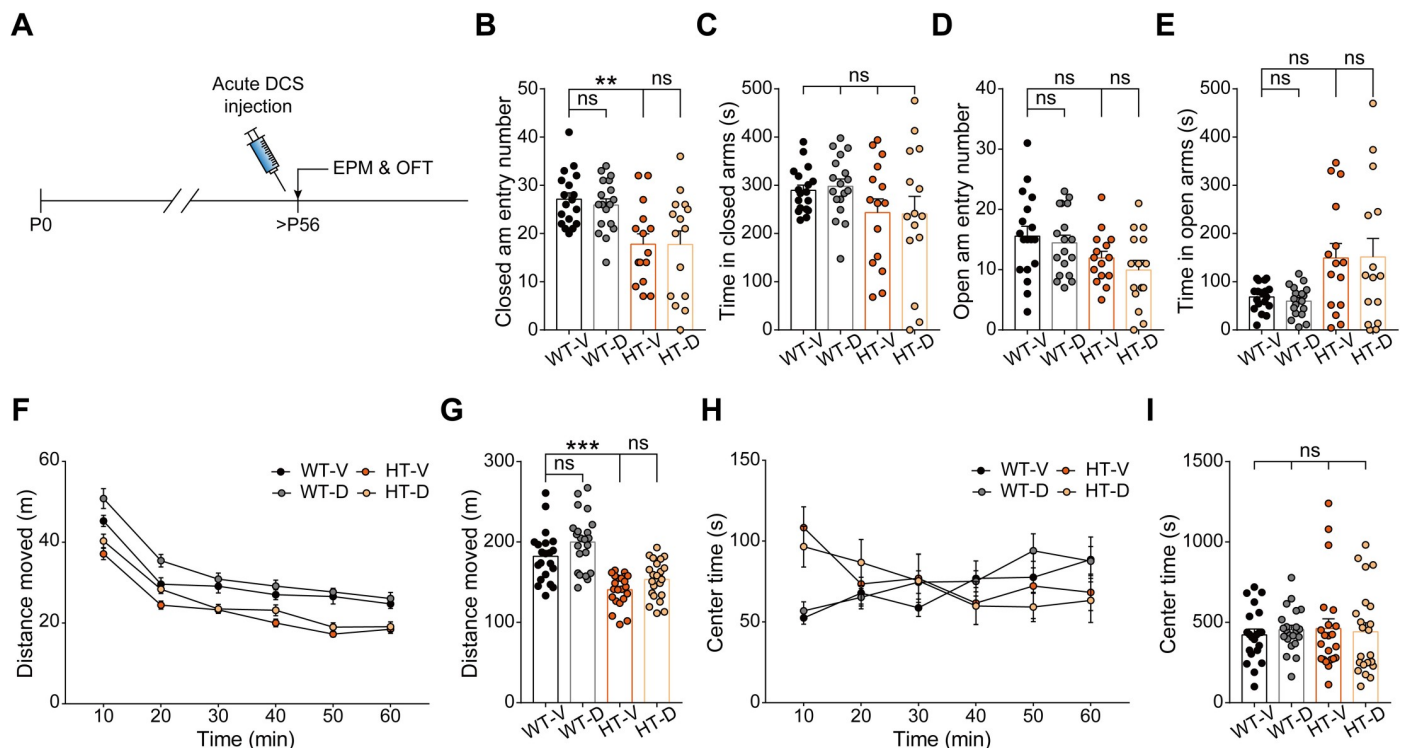 A
Acute DCS
injection
EPM & OFT
P0
>P56
B
Closed am entry number
50
40
30
20
10
0
**
ns
ns
WT-V
WT-D
HT-V
HT-D
C
Time in closed arms (s)
500
400
300
200
100
0
ns
WT-V
WT-D
HT-V
HT-D
D
Open am entry number
40
30
20
10
0
ns
ns
ns
WT-V
WT-D
HT-V
HT-D
E
Time in open arms (s)
500
400
300
200
100
0
ns
ns
ns
WT-V
WT-D
HT-V
HT-D
F
Distance moved (m)
60
40
20
0
WT-V
HT-V
WT-D
HT-D
10
20
30
40
50
60
Time (min)
G
Distance moved (m)
300
200
100
0
***
ns
ns
WT-V
WT-D
HT-V
HT-D
H
Center time (s)
150
100
50
0
WT-V
HT-V
WT-D
HT-D
10
20
30
40
50
60
Time (min)
I
Center time (s)
1500
1000
500
0
ns
WT-V
WT-D
HT-V
HT-D